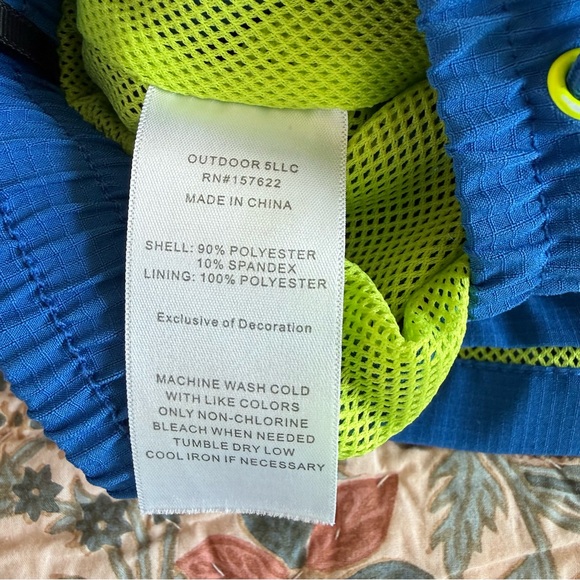 OUTDOOR 5LLC
RN#157622
MADE IN CHINA
SHELL: 90% POLYESTER
10% SPANDEX
LINING: 100% POLYESTER
Exclusive of Decoration
MACHINE WASH COLD
WITH LIKE COLORS
ONLY NON-CHLORINE
BLEACH WHEN NEEDED
TUMBLE DRY LOW
COOL IRON IF NECESSARY